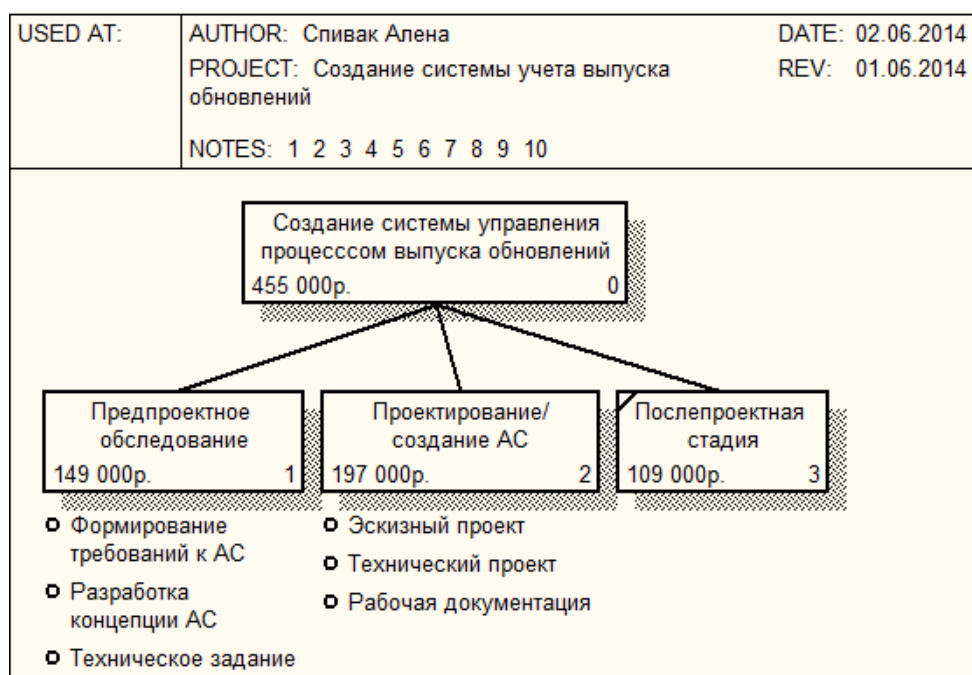 USED AT:
AUTHOR: Спивак Алена
DATE: 02.06.2014
PROJECT: Создание системы учета выпуска
обновлений
REV: 01.06.2014
NOTES: 1 2 3 4 5 6 7 8 9 10
Создание системы управления
процесссом выпуска обновлений
455 000р. 0
Предпроектное
обследование
149 000р. 1
Проектирование/
создание АС
197 000р. 2
Послепроектная
стадия
109 000р. 3
Формирование
требований к АС
Разработка
концепции АС
Техническое задание
Эскизный проект
Технический проект
Рабочая документация